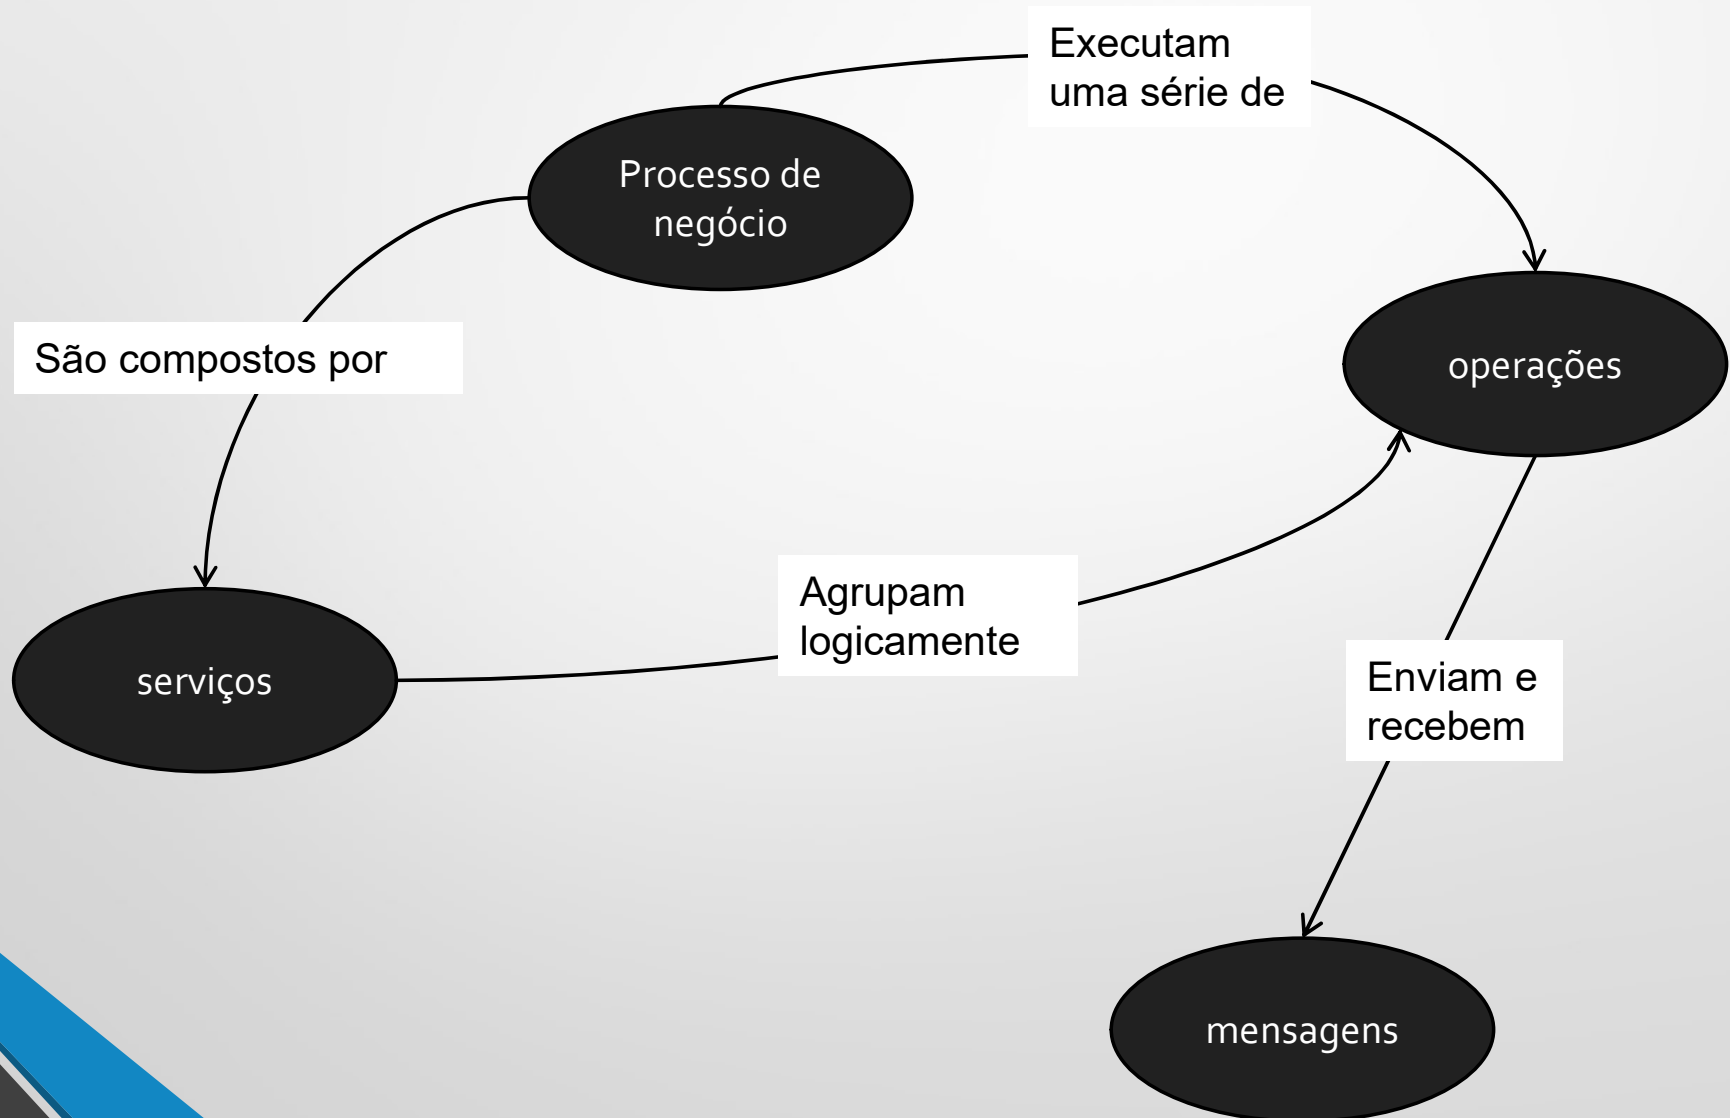 Executam
uma série de
Processo de
negócio
São compostos por
operações
Agrupam
logicamente
serviços
Enviam e
recebem
mensagens